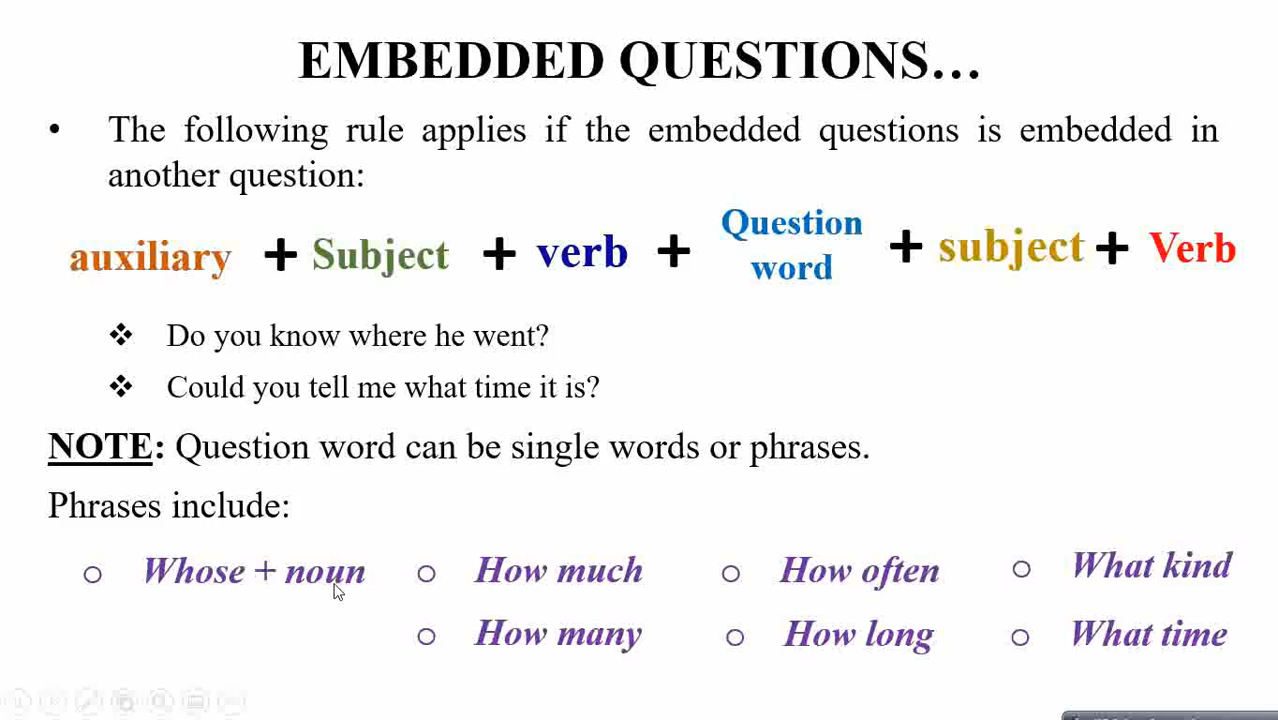 EMBEDDED QUESTIONS…
• The following rule applies if the embedded questions is embedded in
another question:
auxiliary + Subject + verb + Question word + subject + Verb
❖ Do you know where he went?
❖ Could you tell me what time it is?
NOTE: Question word can be single words or phrases.
Phrases include:
o Whose + noun o How much o How often o What kind
o How many o How long o What time